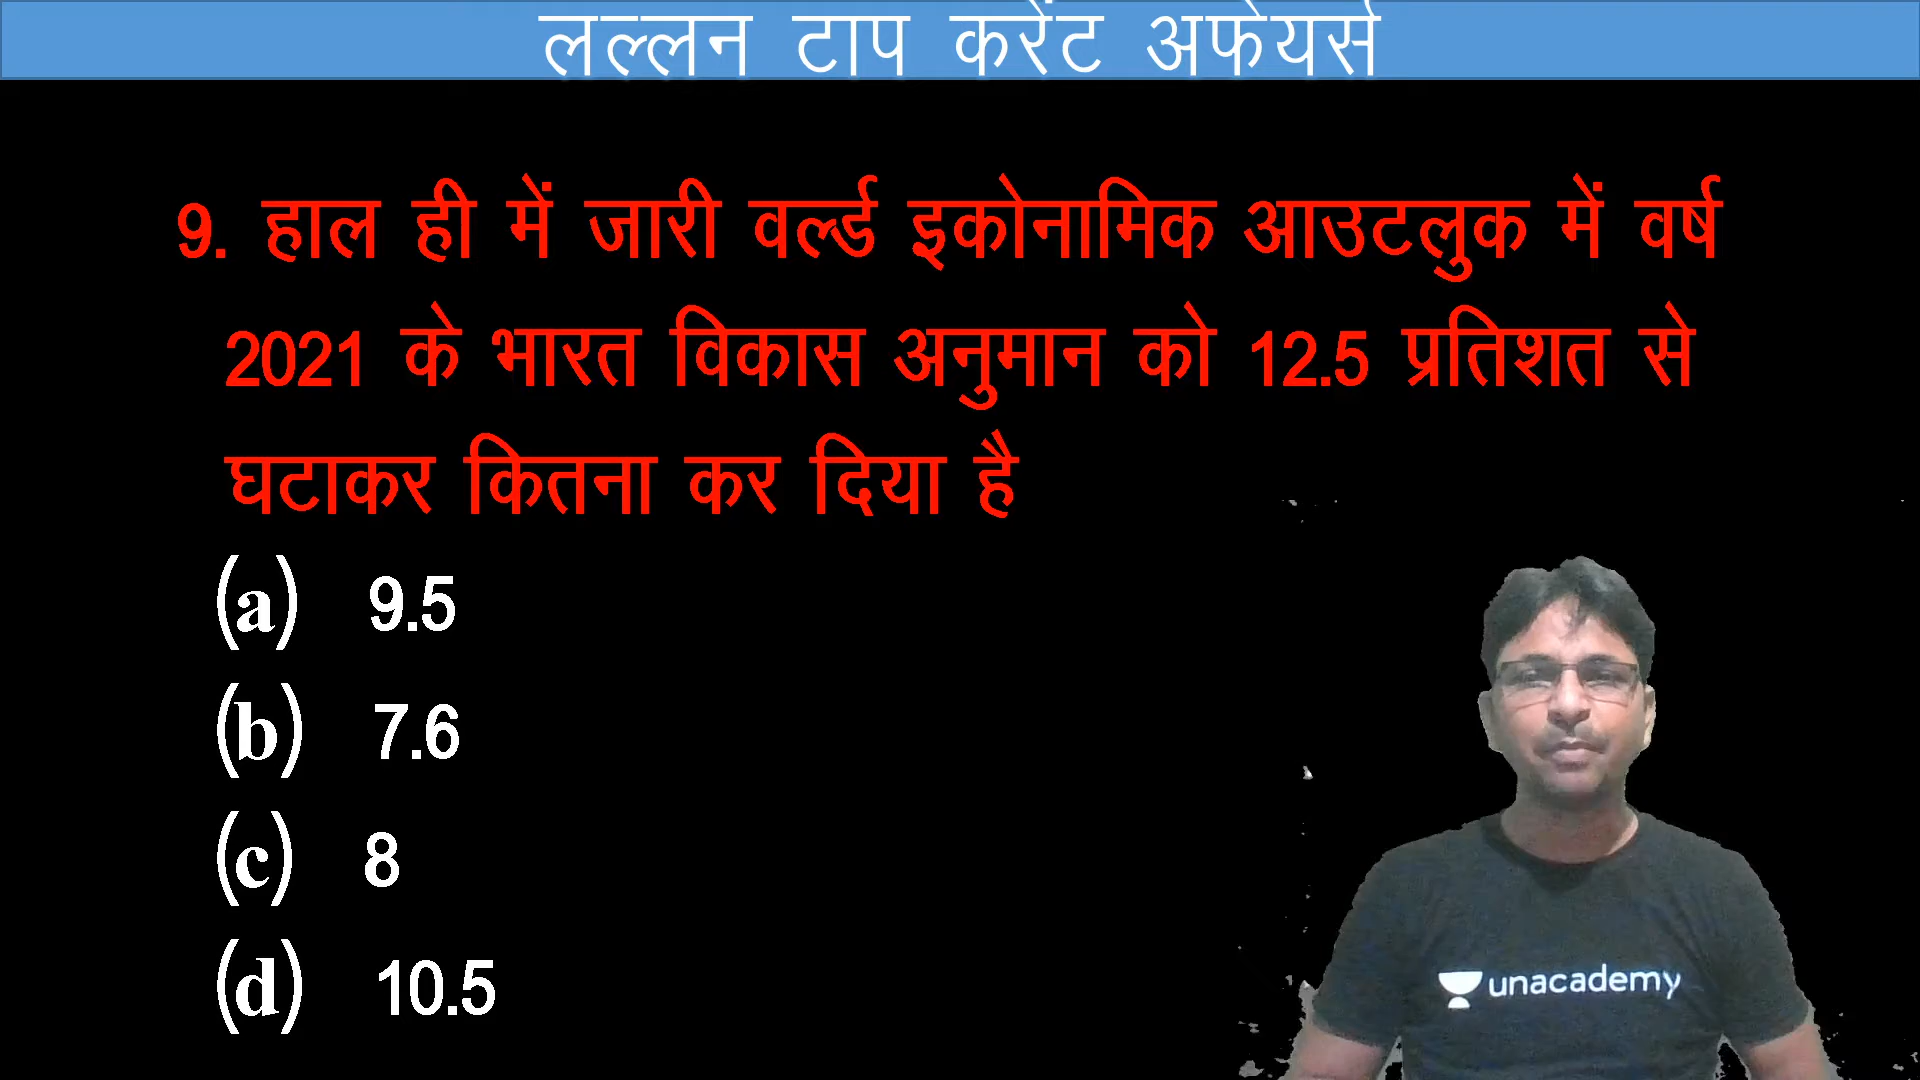 लल्लन टाप करेंट अफेयर्स
9. हाल ही में जारी वर्ल्ड इकोनामिक आउटलुक में वर्ष
2021 के भारत विकास अनुमान को 12.5 प्रतिशत से
घटाकर कितना कर दिया है
(a) 9.5
(b) 7.6
(c) 8
(d) 10.5
unacademy